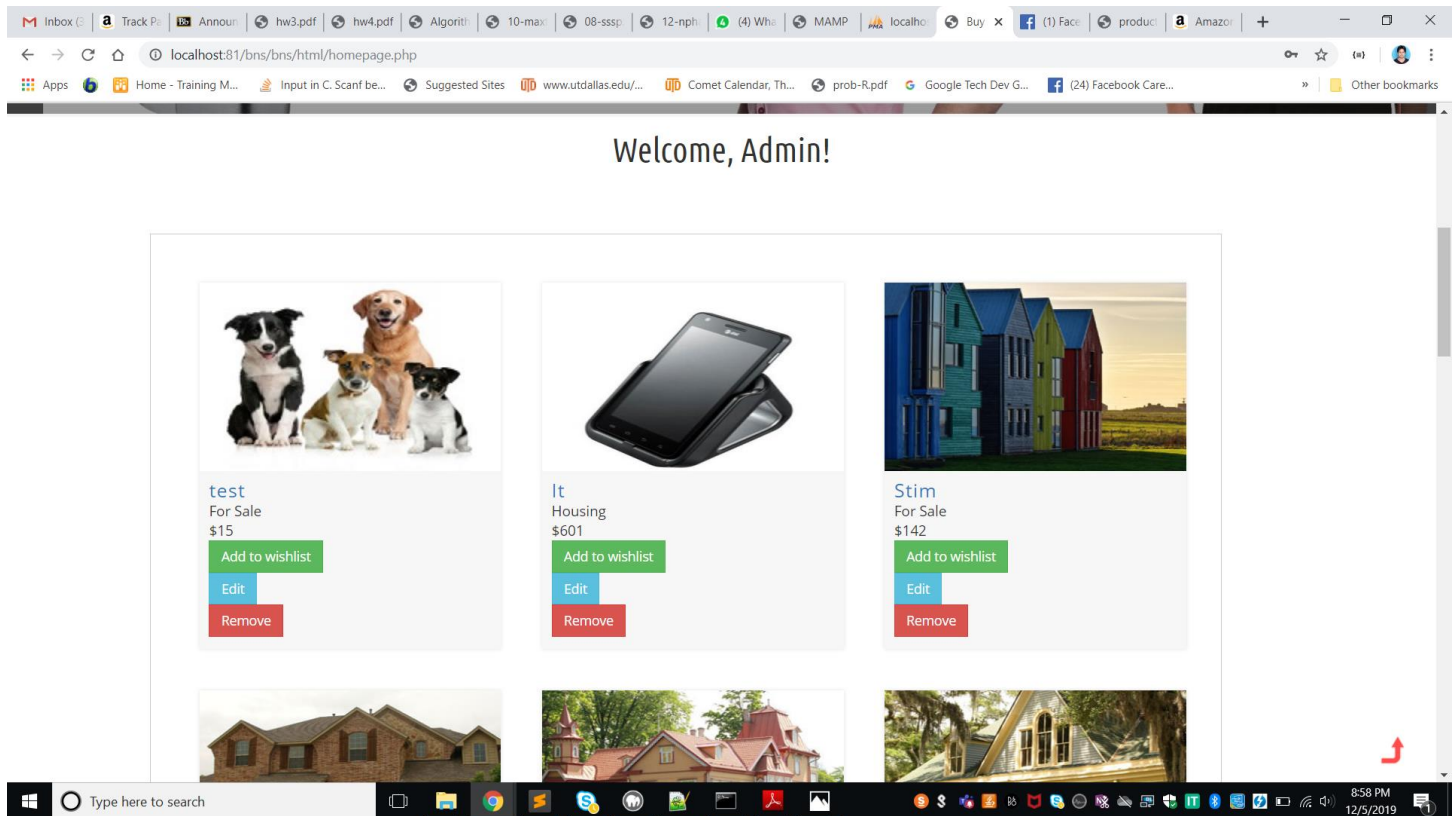 Inbox (3
Track Pa
Announ
hw3.pdf
hw4.pdf
Algorith
10-max
08-sssp.
12-nph
(4) Wha
MAMP
localho
Buy
(1) Face
product
Amazon
localhost:81/bns/bns/html/homepage.php
Apps
Home - Training M...
Input in C. Scanf be...
Suggested Sites
www.utdallas.edu/...
Comet Calendar, Th...
prob-R.pdf
Google Tech Dev G...
(24) Facebook Care...
»
Other bookmarks
Welcome, Admin!
test
For Sale
$15
Add to wishlist
Edit
Remove
It
Housing
$601
Add to wishlist
Edit
Remove
Stim
For Sale
$142
Add to wishlist
Edit
Remove
Type here to search
8:58 PM
12/5/2019